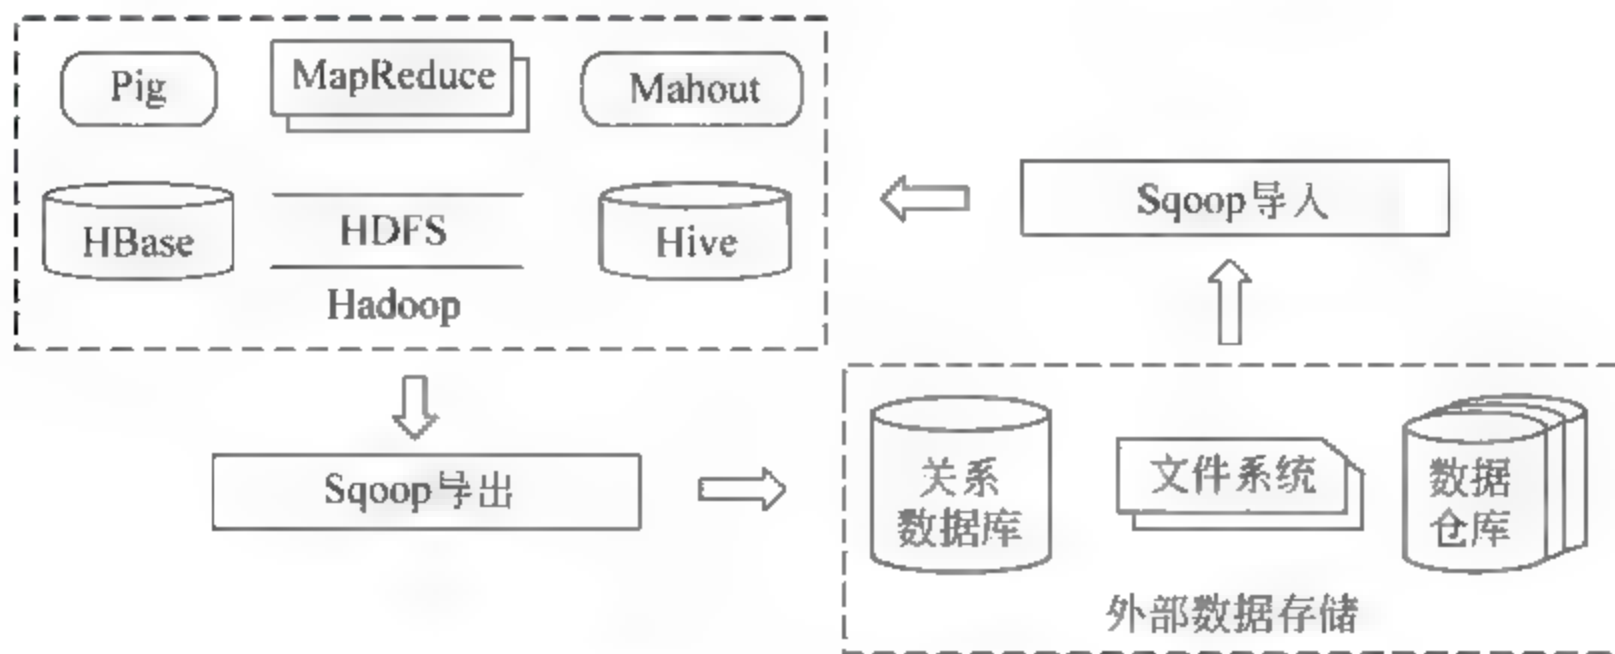 Pig
MapReduce
Mahout
HBase
HDFS
Hive
Hadoop
Sqoop导入
Sqoop导出
关系
数据库
文件系统
数据
仓库
外部数据存储